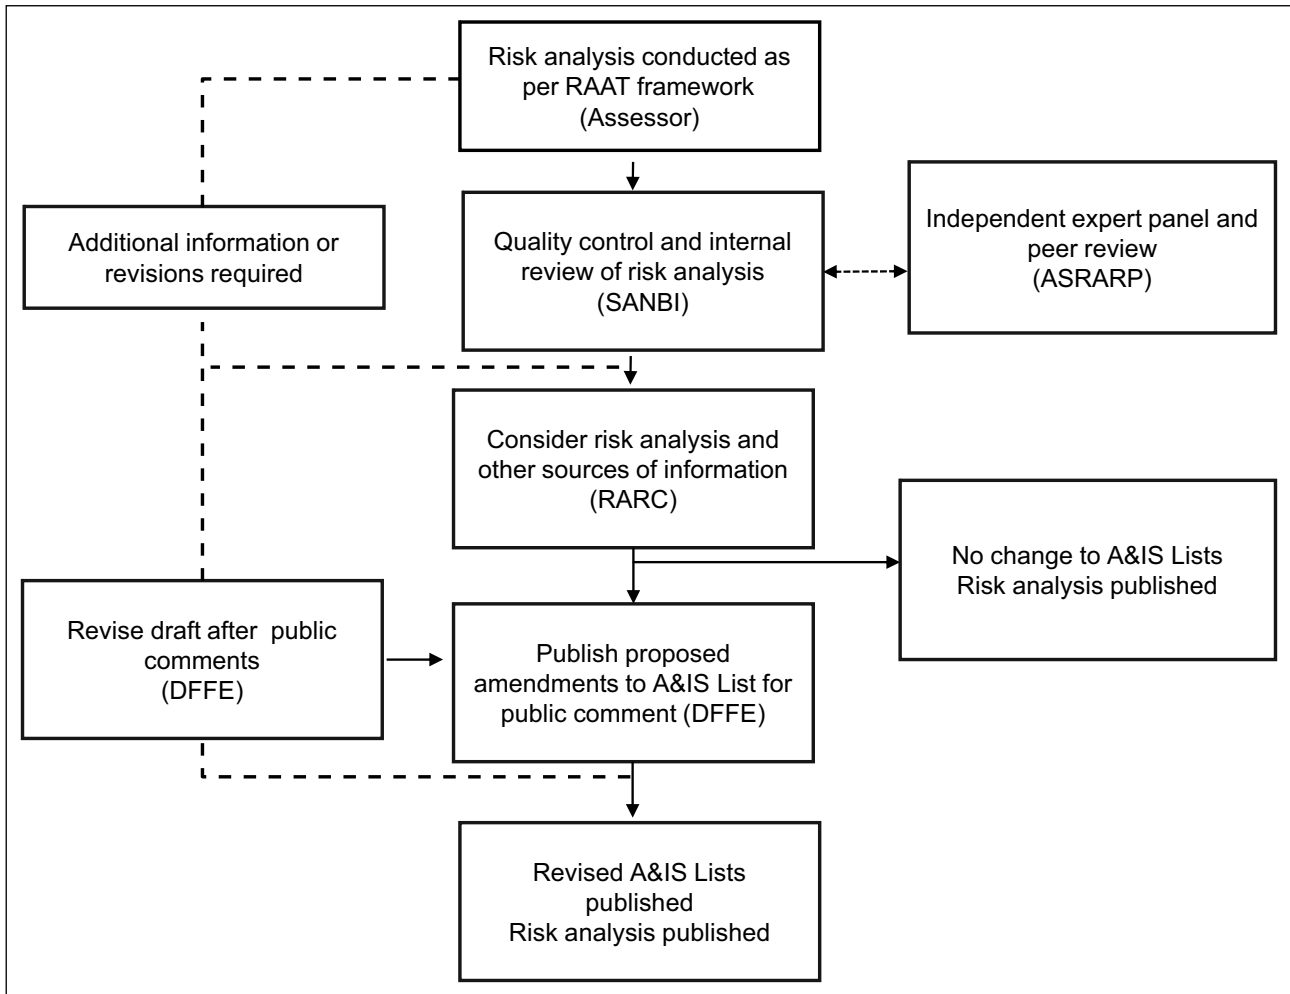 Risk analysis conducted as
per RAAT framework
(Assessor)
Additional information or
revisions required
Quality control and internal
review of risk analysis
(SANBI)
Independent expert panel and
peer review
(ASRARP)
Consider risk analysis and
other sources of information
(RARC)
No change to A&IS Lists
Risk analysis published
Revise draft after public
comments
(DFFE)
Publish proposed
amendments to A&IS List for
public comment (DFFE)
Revised A&IS Lists
published
Risk analysis published